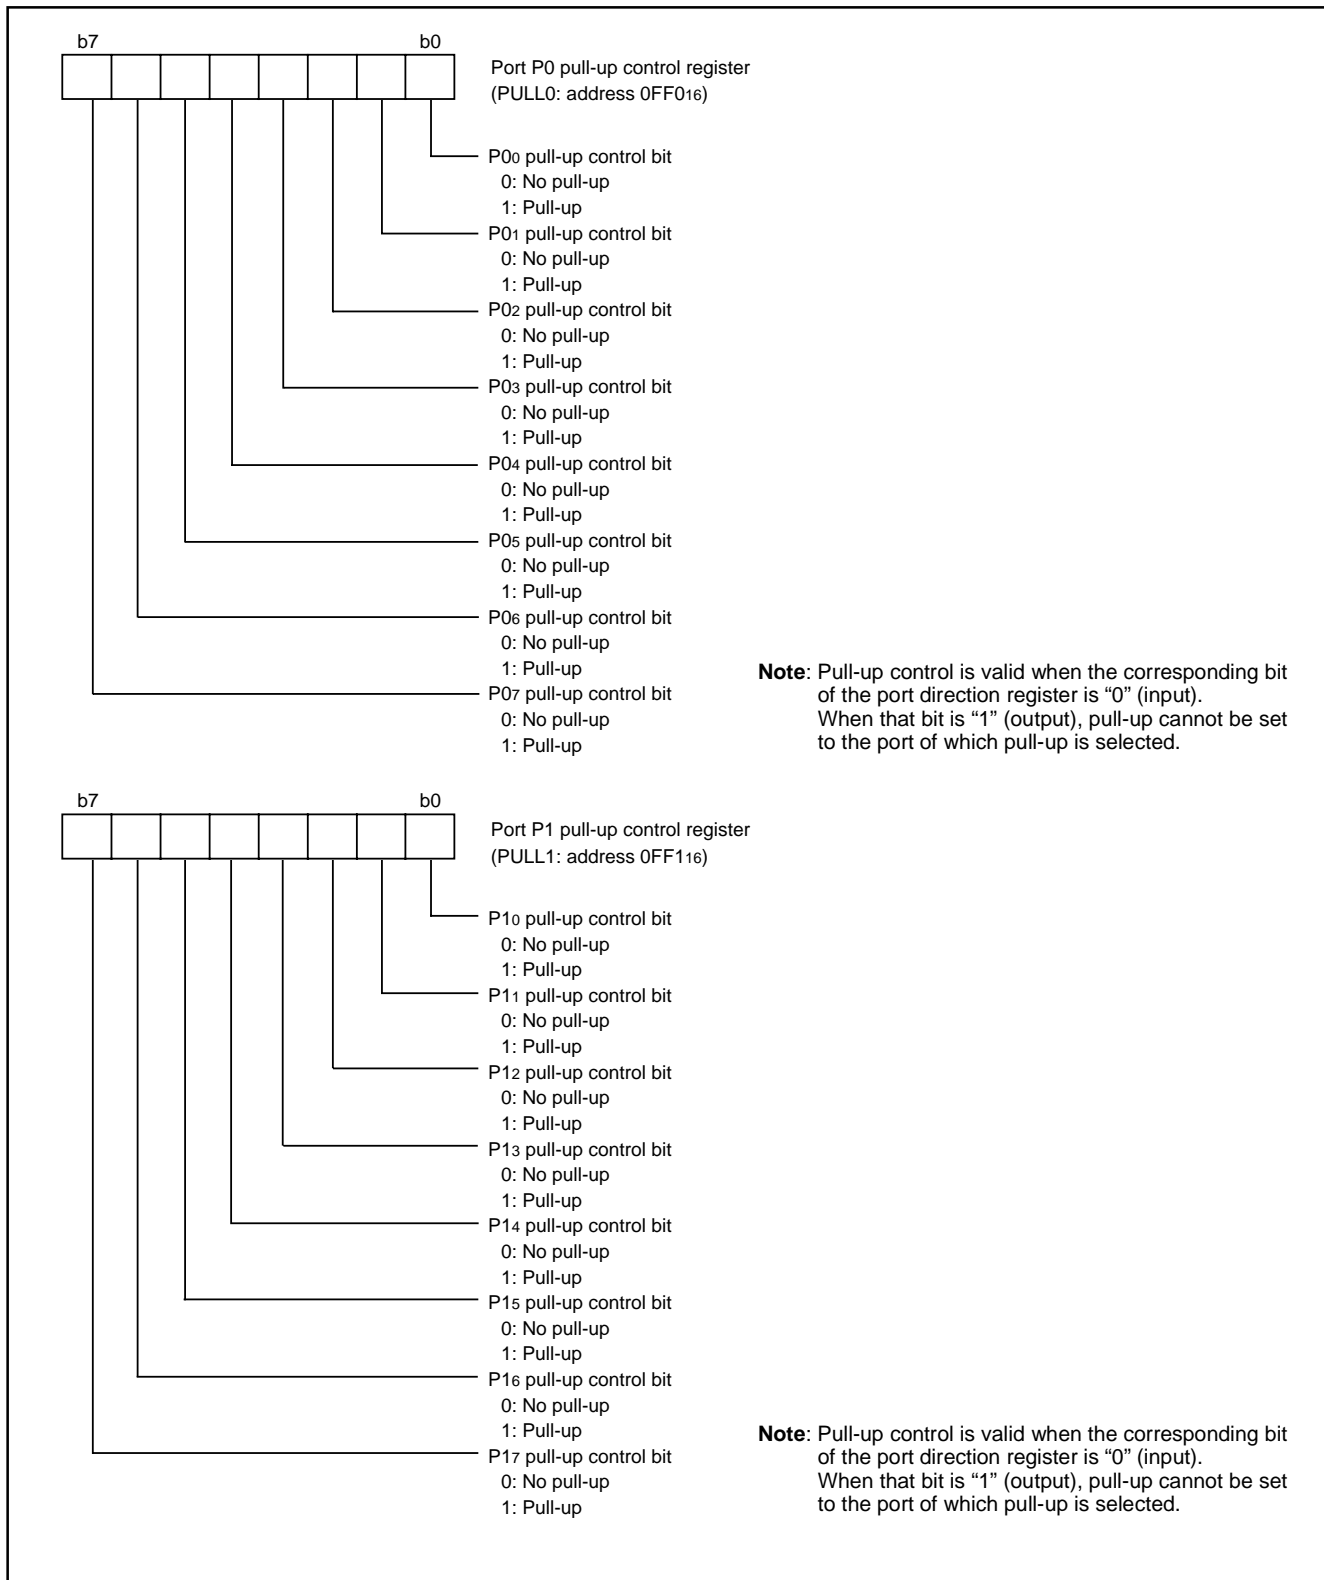 b7 b0
Port P0 pull-up control register
(PULL0: address 0FF016)
P00 pull-up control bit
0: No pull-up
1: Pull-up
P01 pull-up control bit
0: No pull-up
1: Pull-up
P02 pull-up control bit
0: No pull-up
1: Pull-up
P03 pull-up control bit
0: No pull-up
1: Pull-up
P04 pull-up control bit
0: No pull-up
1: Pull-up
P05 pull-up control bit
0: No pull-up
1: Pull-up
P06 pull-up control bit
0: No pull-up
1: Pull-up
P07 pull-up control bit
0: No pull-up
1: Pull-up
Note: Pull-up control is valid when the corresponding bit
of the port direction register is “0” (input).
When that bit is “1” (output), pull-up cannot be set
to the port of which pull-up is selected.
b7 b0
Port P1 pull-up control register
(PULL1: address 0FF116)
P10 pull-up control bit
0: No pull-up
1: Pull-up
P11 pull-up control bit
0: No pull-up
1: Pull-up
P12 pull-up control bit
0: No pull-up
1: Pull-up
P13 pull-up control bit
0: No pull-up
1: Pull-up
P14 pull-up control bit
0: No pull-up
1: Pull-up
P15 pull-up control bit
0: No pull-up
1: Pull-up
P16 pull-up control bit
0: No pull-up
1: Pull-up
P17 pull-up control bit
0: No pull-up
1: Pull-up
Note: Pull-up control is valid when the corresponding bit
of the port direction register is “0” (input).
When that bit is “1” (output), pull-up cannot be set
to the port of which pull-up is selected.